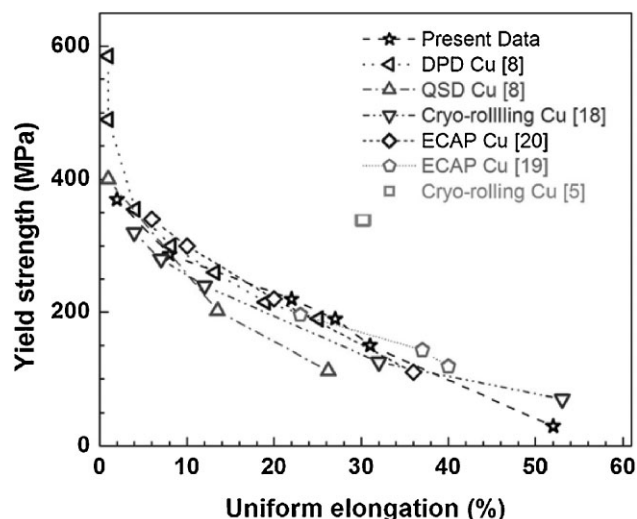 600
400
200
0
Yield strength (MPa)
Present Data
DPD Cu [8]
QSD Cu [8]
Cryo-rolllling Cu [18]
ECAP Cu [20]
ECAP Cu [19]
Cryo-rolling Cu [5]
0 10 20 30 40 50 60
Uniform elongation (%)